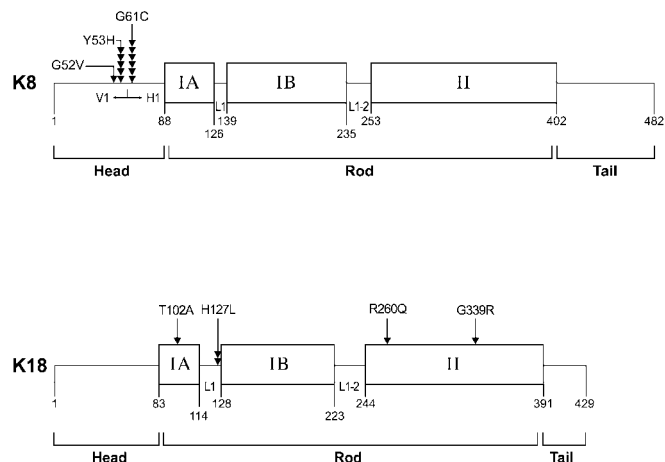 G61C
Y53H
G52V
K8
IA
IB
II
V1
H1
L1
L1-2
1
88
126
139
235
253
402
482
Head
Rod
Tail
T102A
H127L
R260Q
G339R
K18
IA
IB
II
L1
L1-2
1
83
114
128
223
244
391
429
Head
Rod
Tail